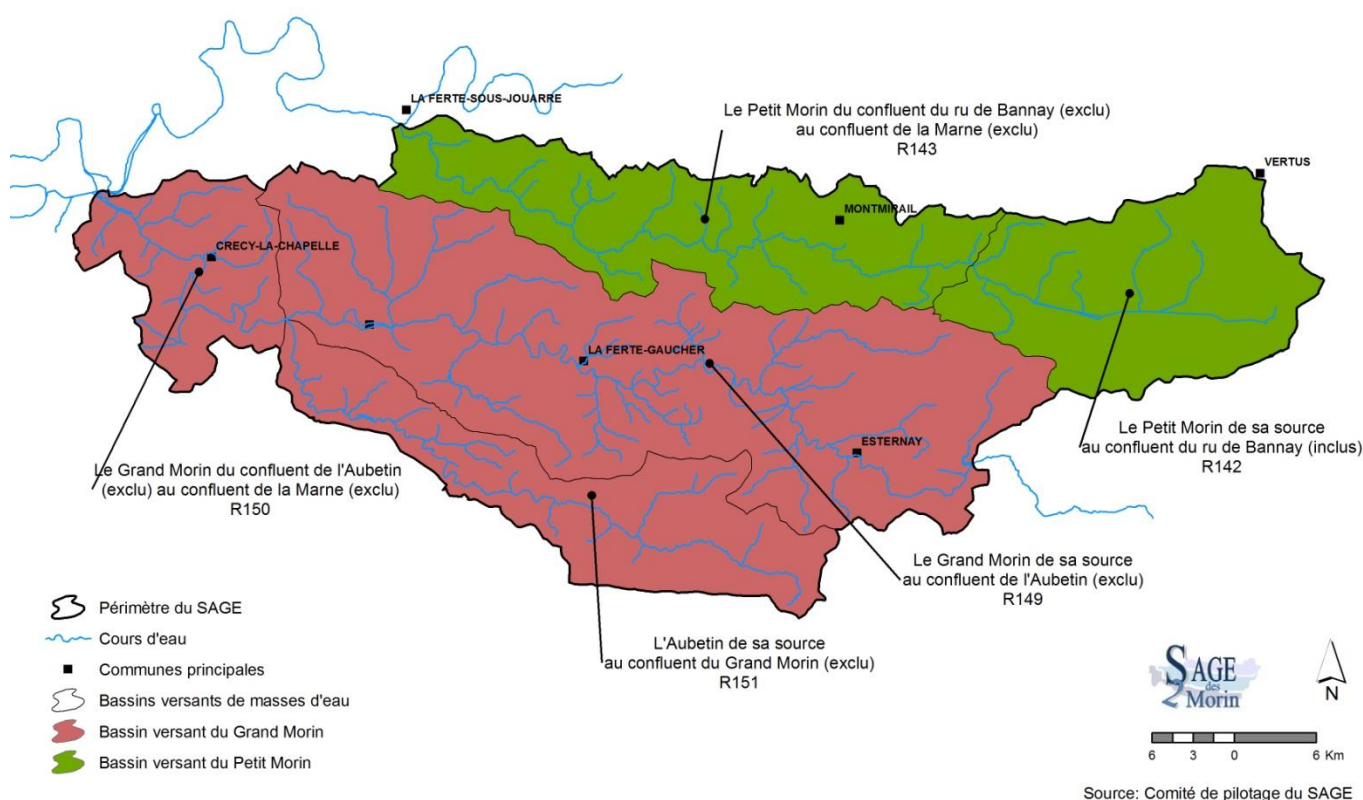 LA FERTE-SOUS-JOUARRE
Le Petit Morin du confluent du ru de Bannay (exclu)
au confluent de la Marne (exclu)
R143
VERTUS
MONTMIRAIL
CRECY-LA-CHAPELLE
LA FERTE-GAUCHER
ESTERNAY
Le Petit Morin de sa source
au confluent du ru de Bannay (inclus)
R142
Le Grand Morin du confluent de l'Aubetin
(exclu) au confluent de la Marne (exclu)
R150
Le Grand Morin de sa source
au confluent de l'Aubetin (exclu)
R149
L'Aubetin de sa source
au confluent du Grand Morin (exclu)
R151
Périmètre du SAGE
Cours d'eau
Communes principales
Bassins versants de masses d'eau
Bassin versant du Grand Morin
Bassin versant du Petit Morin
SAGE
des
2 Morin
N
6 3 0 6 Km
Source: Comité de pilotage du SAGE